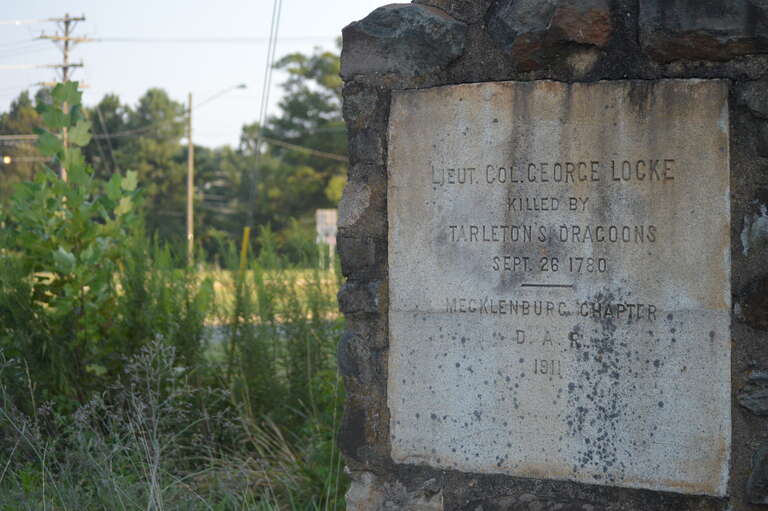 LIEUT. COL. GEORGE LOCKE
KILLED BY
TARLETON'S DRAGOONS
SEPT. 26 1780
MECKLENBURG CHAPTER
D. A. R.
1911